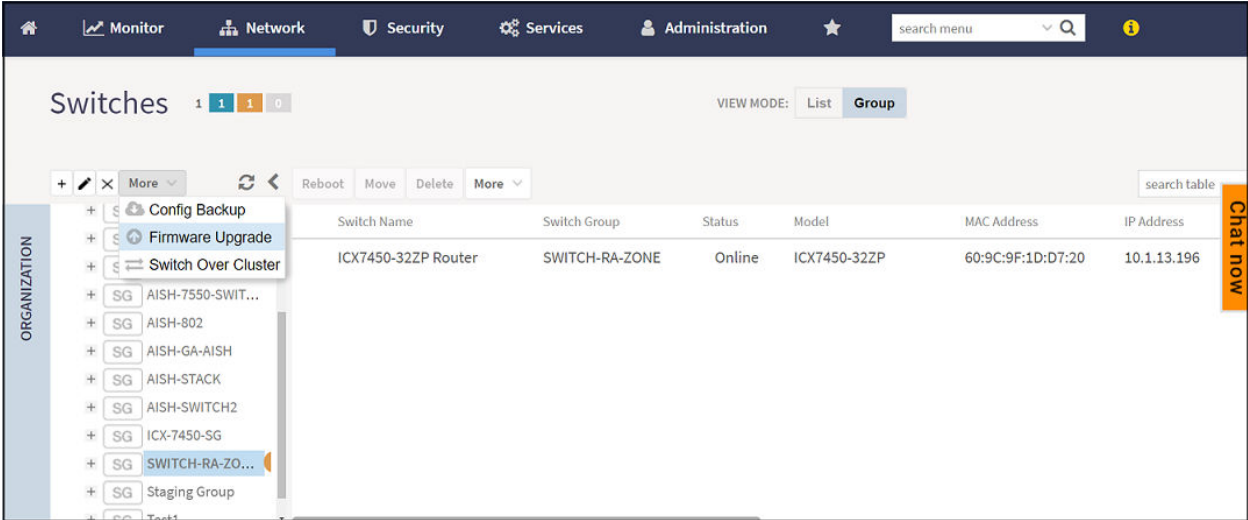 Monitor Network Security Services Administration search menu
Switches 1 1 1 0 VIEW MODE: List Group
More Reboot Move Delete More search table
Config Backup
Firmware Upgrade
Switch Over Cluster
Switch Name Switch Group Status Model MAC Address IP Address
ICX7450-32ZP Router SWITCH-RA-ZONE Online ICX7450-32ZP 60:9C:9F:1D:D7:20 10.1.13.196
ORGANIZATION
SG AISH-7550-SWIT...
SG AISH-802
SG AISH-GA-AISH
SG AISH-STACK
SG AISH-SWITCH2
SG ICX-7450-SG
SG SWITCH-RA-ZO...
SG Staging Group
SG Test1
Chat now